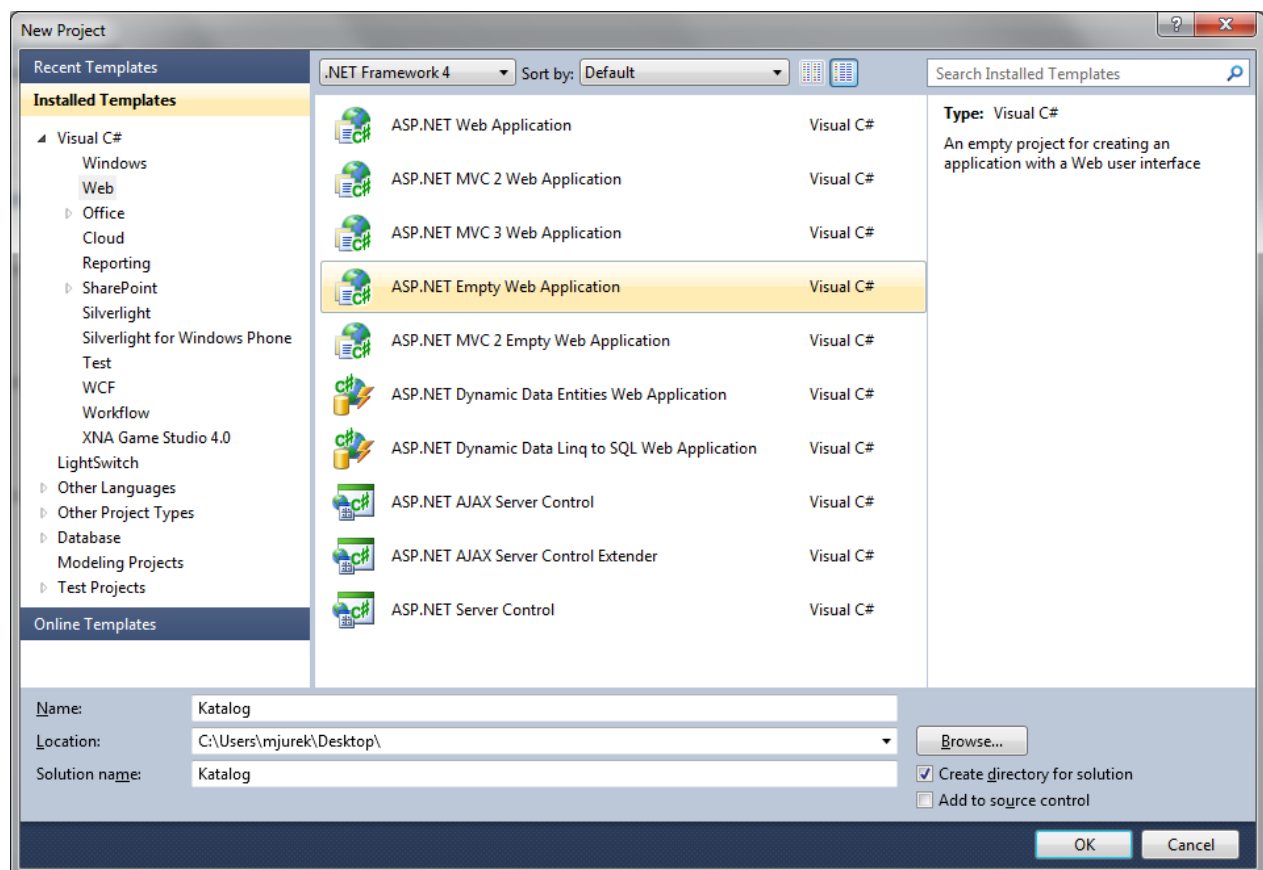 New Project
Recent Templates
Installed Templates
Visual C#
Windows
Web
Office
Cloud
Reporting
SharePoint
Silverlight
Silverlight for Windows Phone
Test
WCF
Workflow
XNA Game Studio 4.0
LightSwitch
Other Languages
Other Project Types
Database
Modeling Projects
Test Projects
Online Templates
.NET Framework 4 Sort by: Default
ASP.NET Web Application Visual C#
ASP.NET MVC 2 Web Application Visual C#
ASP.NET MVC 3 Web Application Visual C#
ASP.NET Empty Web Application Visual C#
ASP.NET MVC 2 Empty Web Application Visual C#
ASP.NET Dynamic Data Entities Web Application Visual C#
ASP.NET Dynamic Data Linq to SQL Web Application Visual C#
ASP.NET AJAX Server Control Visual C#
ASP.NET AJAX Server Control Extender Visual C#
ASP.NET Server Control Visual C#
Search Installed Templates
Type: Visual C#
An empty project for creating an
application with a Web user interface
Name: Katalog
Location: C:\Users\mjurek\Desktop\ Browse...
Solution name: Katalog
Create directory for solution
Add to source control
OK Cancel